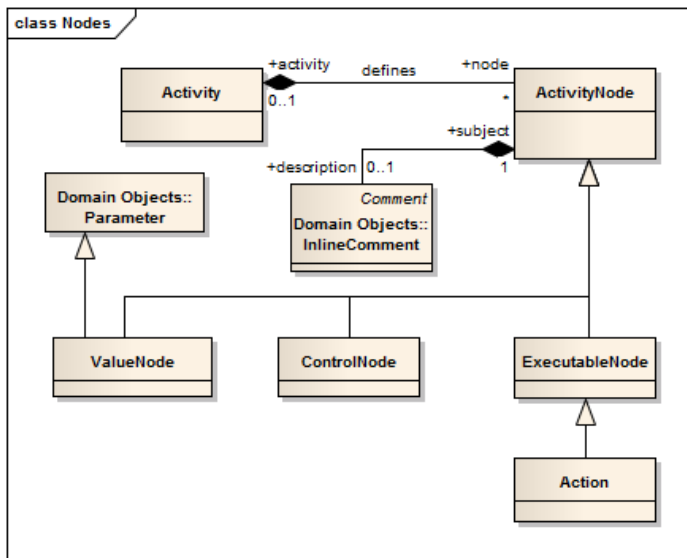 class Nodes
+activity
defines
+node
Activity
0..1
*
ActivityNode
+subject
+description
0..1
1
Comment
Domain Objects::
InlineComment
Domain Objects::
Parameter
ValueNode
ControlNode
ExecutableNode
Action